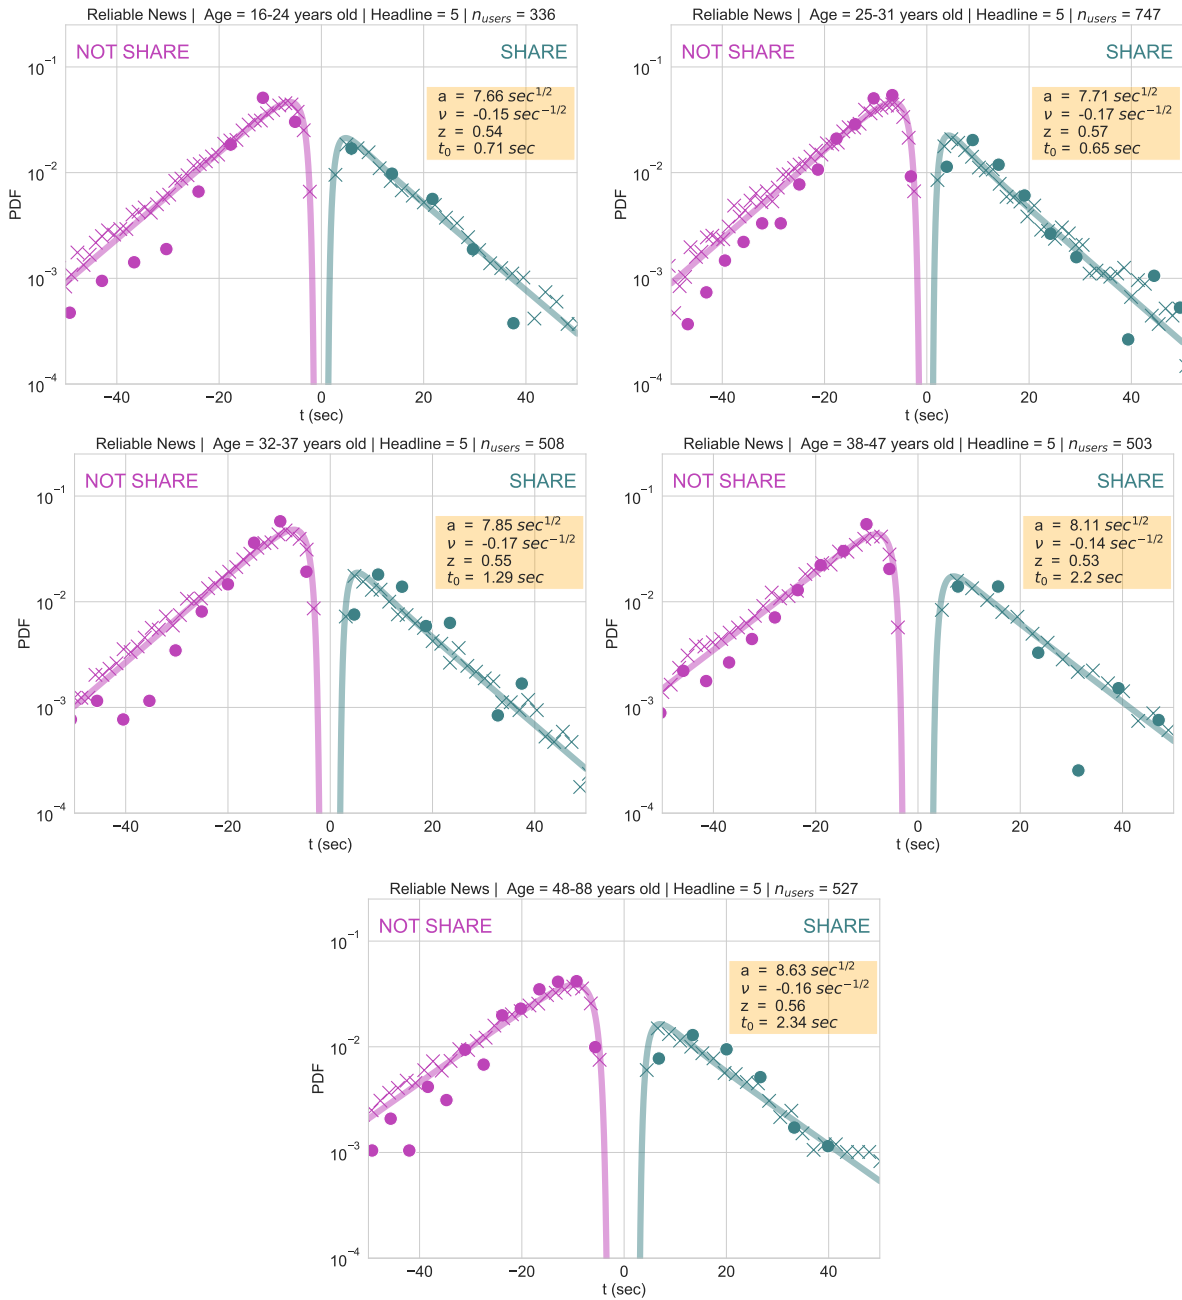 Reliable News | Age = 16-24 years old | Headline = 5 | n_users = 336
NOT SHARE
SHARE
a = 7.66 sec^1/2
ν = -0.15 sec^−1/2
z = 0.54
t_0 = 0.71 sec
10^−1
10^−2
10^−3
10^−4
PDF
−40 −20 0 20 40
t (sec)
Reliable News | Age = 25-31 years old | Headline = 5 | n_users = 747
NOT SHARE
SHARE
a = 7.71 sec^1/2
ν = -0.17 sec^−1/2
z = 0.57
t_0 = 0.65 sec
10^−1
10^−2
10^−3
10^−4
PDF
−40 −20 0 20 40
t (sec)
Reliable News | Age = 32-37 years old | Headline = 5 | n_users = 508
NOT SHARE
SHARE
a = 7.85 sec^1/2
ν = -0.17 sec^−1/2
z = 0.55
t_0 = 1.29 sec
10^−1
10^−2
10^−3
10^−4
PDF
−40 −20 0 20 40
t (sec)
Reliable News | Age = 38-47 years old | Headline = 5 | n_users = 503
NOT SHARE
SHARE
a = 8.11 sec^1/2
ν = -0.14 sec^−1/2
z = 0.53
t_0 = 2.2 sec
10^−1
10^−2
10^−3
10^−4
PDF
−40 −20 0 20 40
t (sec)
Reliable News | Age = 48-88 years old | Headline = 5 | n_users = 527
NOT SHARE
SHARE
a = 8.63 sec^1/2
ν = -0.16 sec^−1/2
z = 0.56
t_0 = 2.34 sec
10^−1
10^−2
10^−3
10^−4
PDF
−40 −20 0 20 40
t (sec)